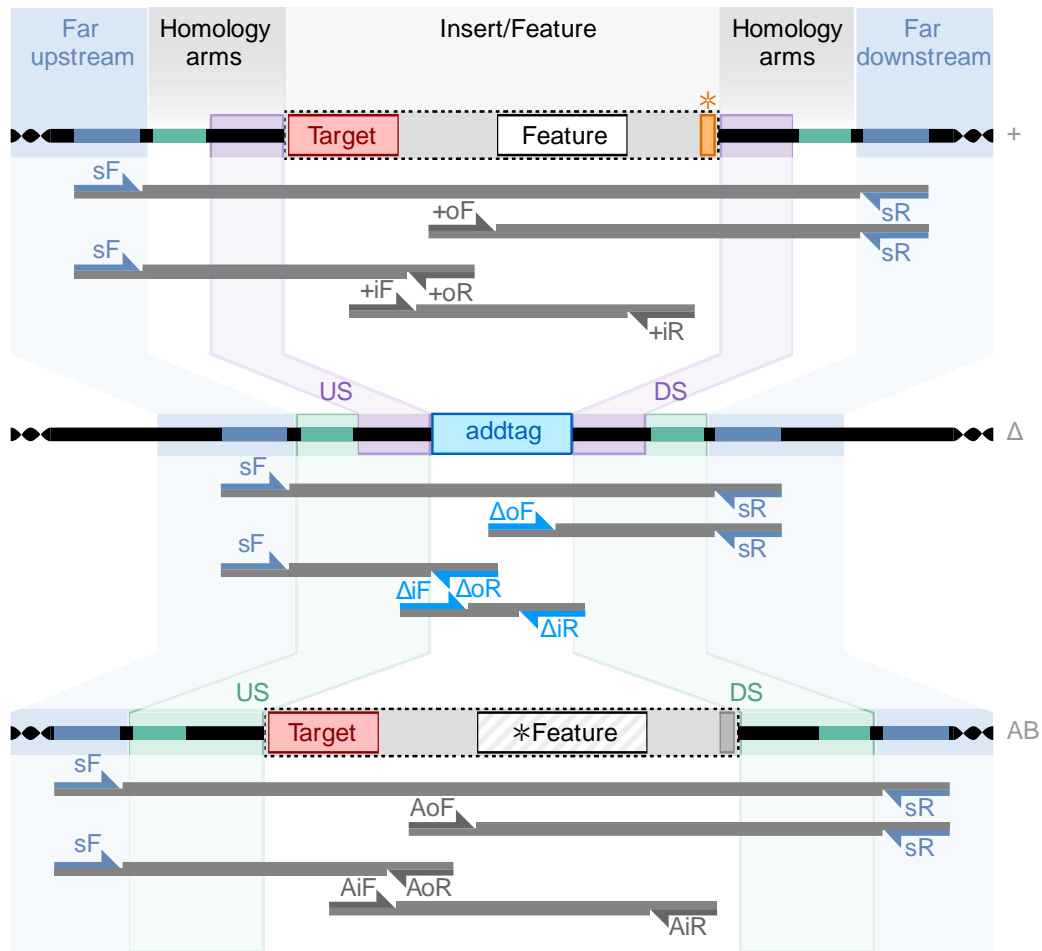 Far upstream
Homology arms
Insert/Feature
Homology arms
Far downstream
*
Target
Feature
+
sF
sR
+oF
sR
sF
+oR
+iF
+iR
US
DS
addtag
Δ
sF
sR
ΔoF
sR
sF
ΔoR
ΔiF
ΔiR
US
DS
Target
*Feature
AB
sF
sR
AoF
sR
sF
AoR
AiF
AiR